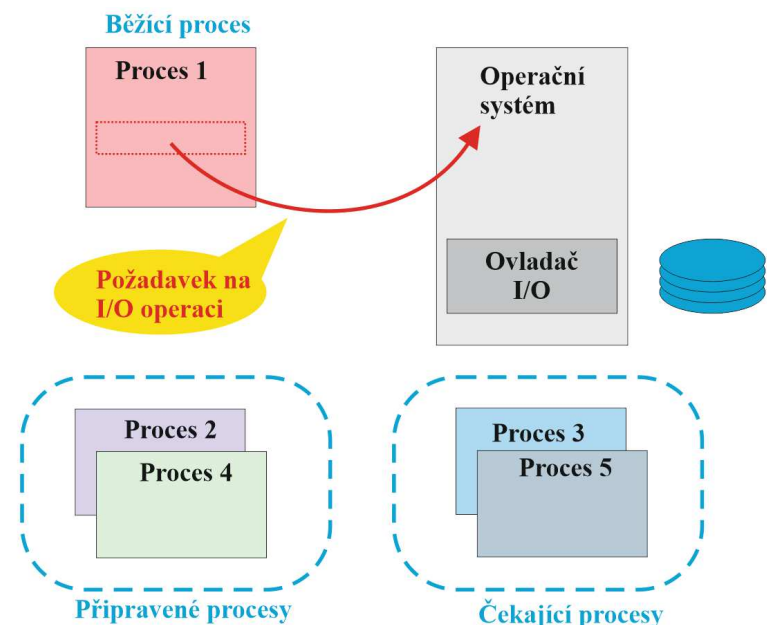 Běžící proces
Proces 1
Operační
systém
Požadavek na
I/O operaci
Ovladač
I/O
Proces 2
Proces 4
Proces 3
Proces 5
Připravené procesy
Čekající procesy